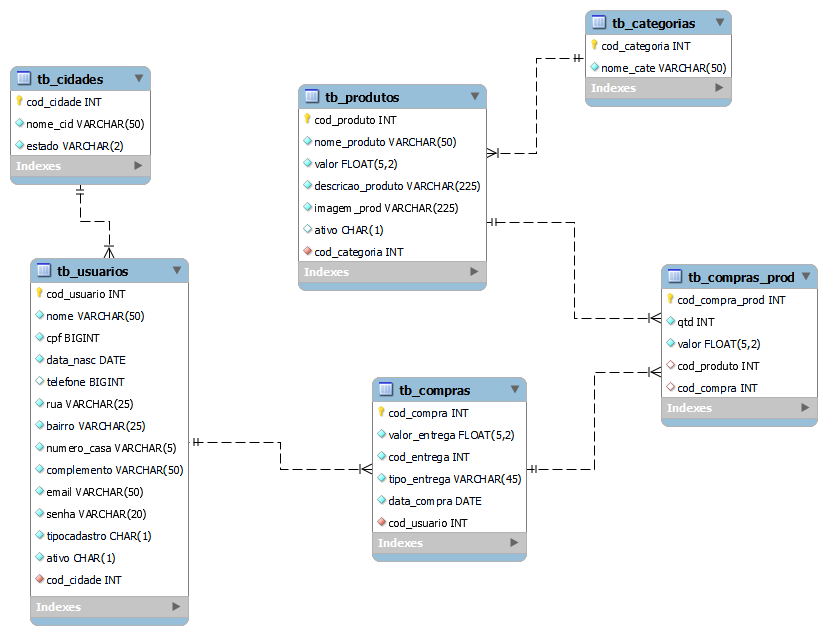 tb_categorias
cod_categoria INT
nome_cate VARCHAR(50)
Indexes
tb_cidades
cod_cidade INT
nome_cid VARCHAR(50)
estado VARCHAR(2)
Indexes
tb_produtos
cod_produto INT
nome_produto VARCHAR(50)
valor FLOAT(5,2)
descricao_produto VARCHAR(225)
imagem_prod VARCHAR(225)
ativo CHAR(1)
cod_categoria INT
Indexes
tb_usuarios
cod_usuario INT
nome VARCHAR(50)
cpf BIGINT
data_nasc DATE
telefone BIGINT
rua VARCHAR(25)
bairro VARCHAR(25)
numero_casa VARCHAR(5)
complemento VARCHAR(50)
email VARCHAR(50)
senha VARCHAR(20)
tipocadastro CHAR(1)
ativo CHAR(1)
cod_cidade INT
Indexes
tb_compras_prod
cod_compra_prod INT
qtd INT
valor FLOAT(5,2)
cod_produto INT
cod_compra INT
Indexes
tb_compras
cod_compra INT
valor_entrega FLOAT(5,2)
cod_entrega INT
tipo_entrega VARCHAR(45)
data_compra DATE
cod_usuario INT
Indexes